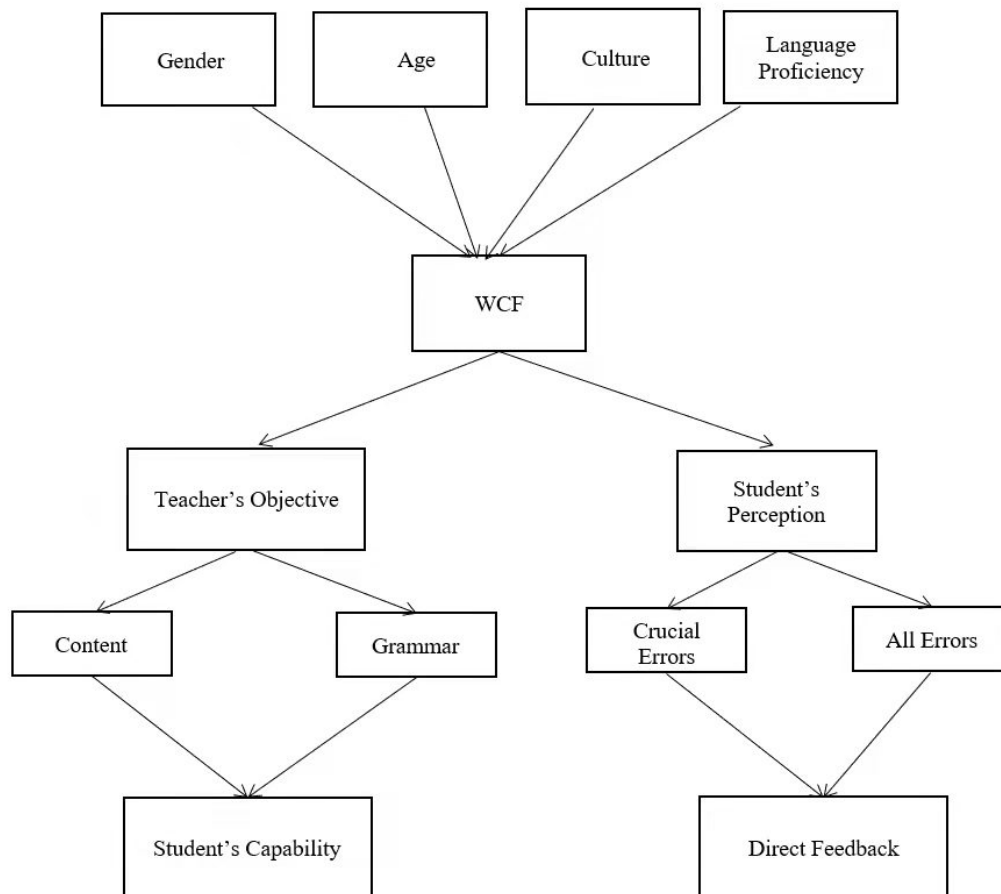 Gender
Age
Culture
Language
Proficiency
WCF
Teacher’s Objective
Student’s
Perception
Content
Grammar
Crucial
Errors
All Errors
Student’s Capability
Direct Feedback